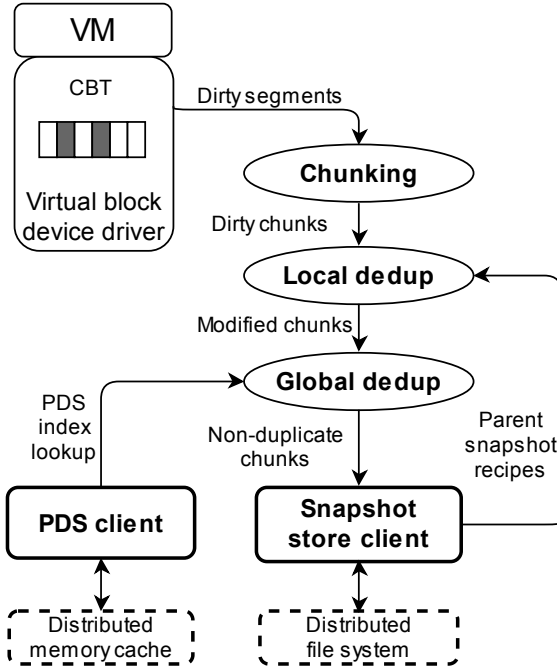 VM
CBT
Virtual block
device driver
Dirty segments
Chunking
Dirty chunks
Local dedup
Modified chunks
Global dedup
PDS
index
lookup
Non-duplicate
chunks
Parent
snapshot
recipes
PDS client
Snapshot
store client
Distributed
memory cache
Distributed
file system